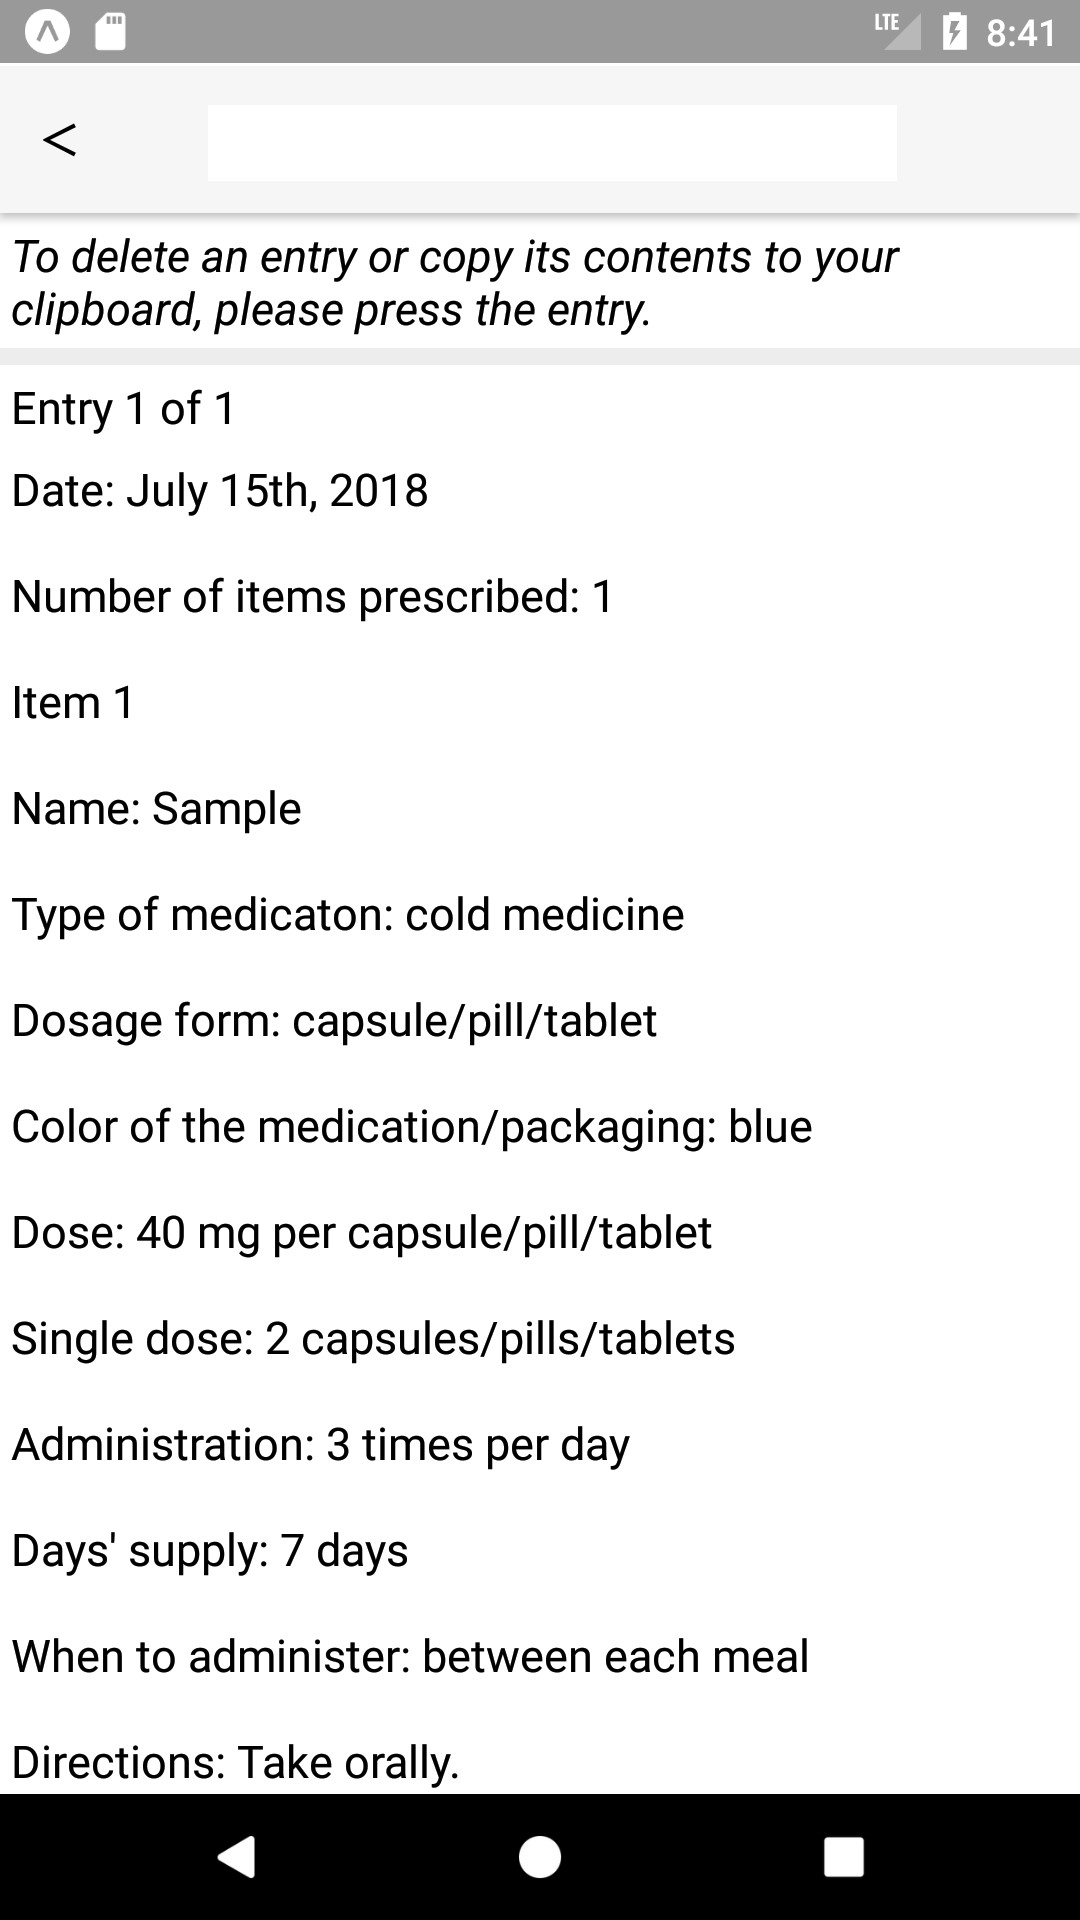 LTE 8:41
<
To delete an entry or copy its contents to your
clipboard, please press the entry.
Entry 1 of 1
Date: July 15th, 2018
Number of items prescribed: 1
Item 1
Name: Sample
Type of medicaton: cold medicine
Dosage form: capsule/pill/tablet
Color of the medication/packaging: blue
Dose: 40 mg per capsule/pill/tablet
Single dose: 2 capsules/pills/tablets
Administration: 3 times per day
Days' supply: 7 days
When to administer: between each meal
Directions: Take orally.